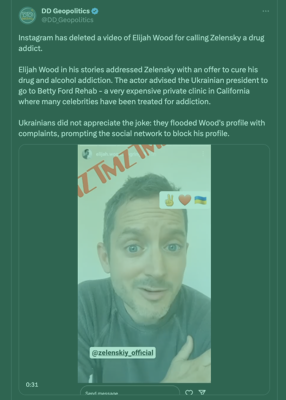 DD Geopolitics
@DD_Geopolitics
Instagram has deleted a video of Elijah Wood for calling Zelensky a drug
addict.
Elijah Wood in his stories addressed Zelensky with an offer to cure his
drug and alcohol addiction. The actor advised the Ukrainian president to
go to Betty Ford Rehab - a very expensive private clinic in California
where many celebrities have been treated for addiction.
Ukrainians did not appreciate the joke: they flooded Wood's profile with
complaints, prompting the social network to block his profile.
TMZ TMZ
@zelenskiy_official
0:31
Send message